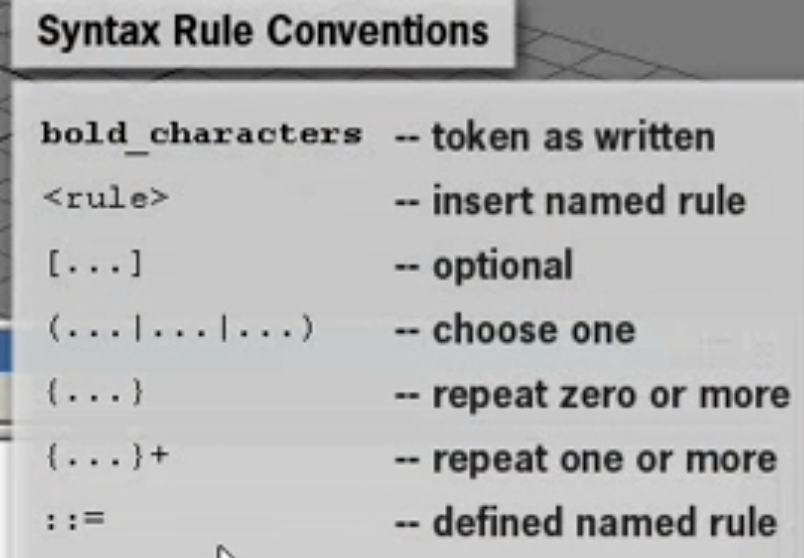 Syntax Rule Conventions
bold_characters -- token as written
<rule> -- insert named rule
[...] -- optional
(...|...|...) -- choose one
{...} -- repeat zero or more
{...}+ -- repeat one or more
::= -- defined named rule